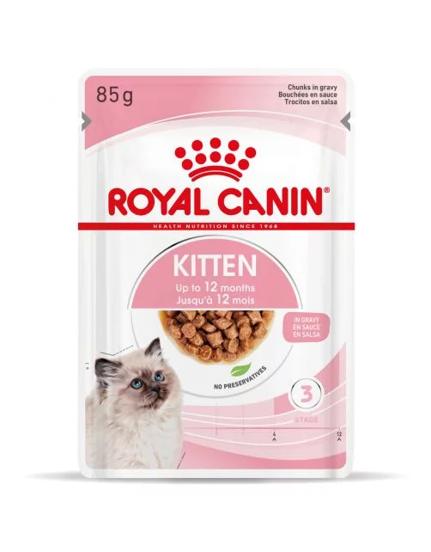 85g
Chunks in gravy
Bouchées en sauce
Trocitos en salsa
ROYAL CANIN®
HEALTH NUTRITION SINCE 1968
KITTEN
Up to 12 months
Jusqu'à 12 mois
IN GRAVY
EN SAUCE
EN SALSA
NO PRESERVATIVES
3
STAGE
4
12